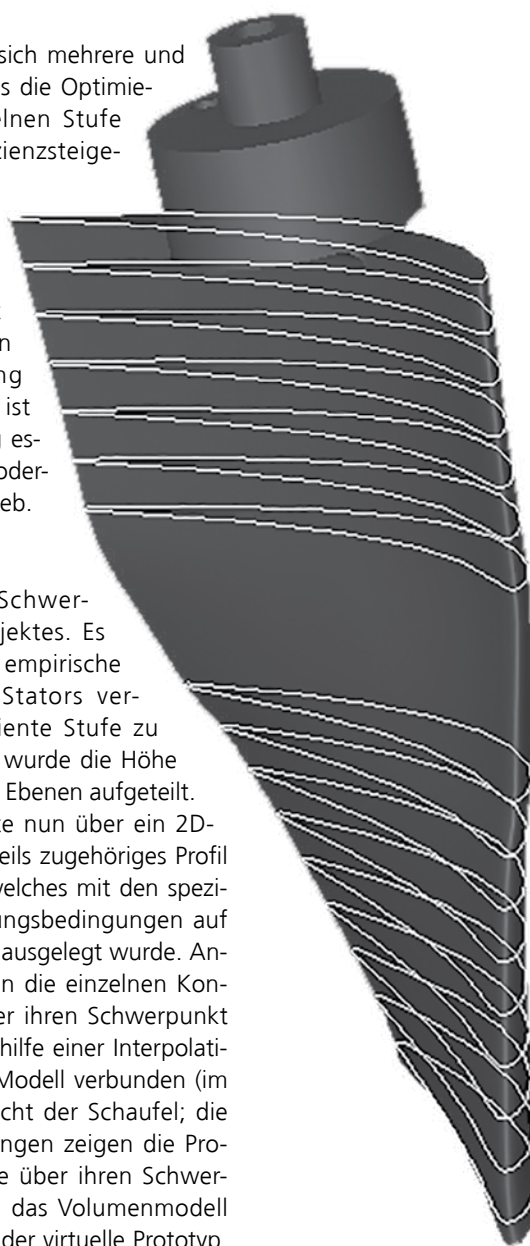 sich mehrere und
s die Optimie-
elnen Stufe
zienzsteige-
n
ng
ist
es-
oder-
eb.
Schwer-
jektes. Es
empirische
Stators ver-
iente Stufe zu
wurde die Höhe
Ebenen aufgeteilt.
te nun über ein 2D-
eils zugehöriges Profil
welches mit den spezi-
ungsbedingungen auf
ausgelegt wurde. An-
n die einzelnen Kon-
er ihren Schwerpunkt
hilfe einer Interpolati-
Modell verbunden (im
cht der Schaufel; die
ngen zeigen die Pro-
e über ihren Schwer-
das Volumenmodell
der virtuelle Prototyp